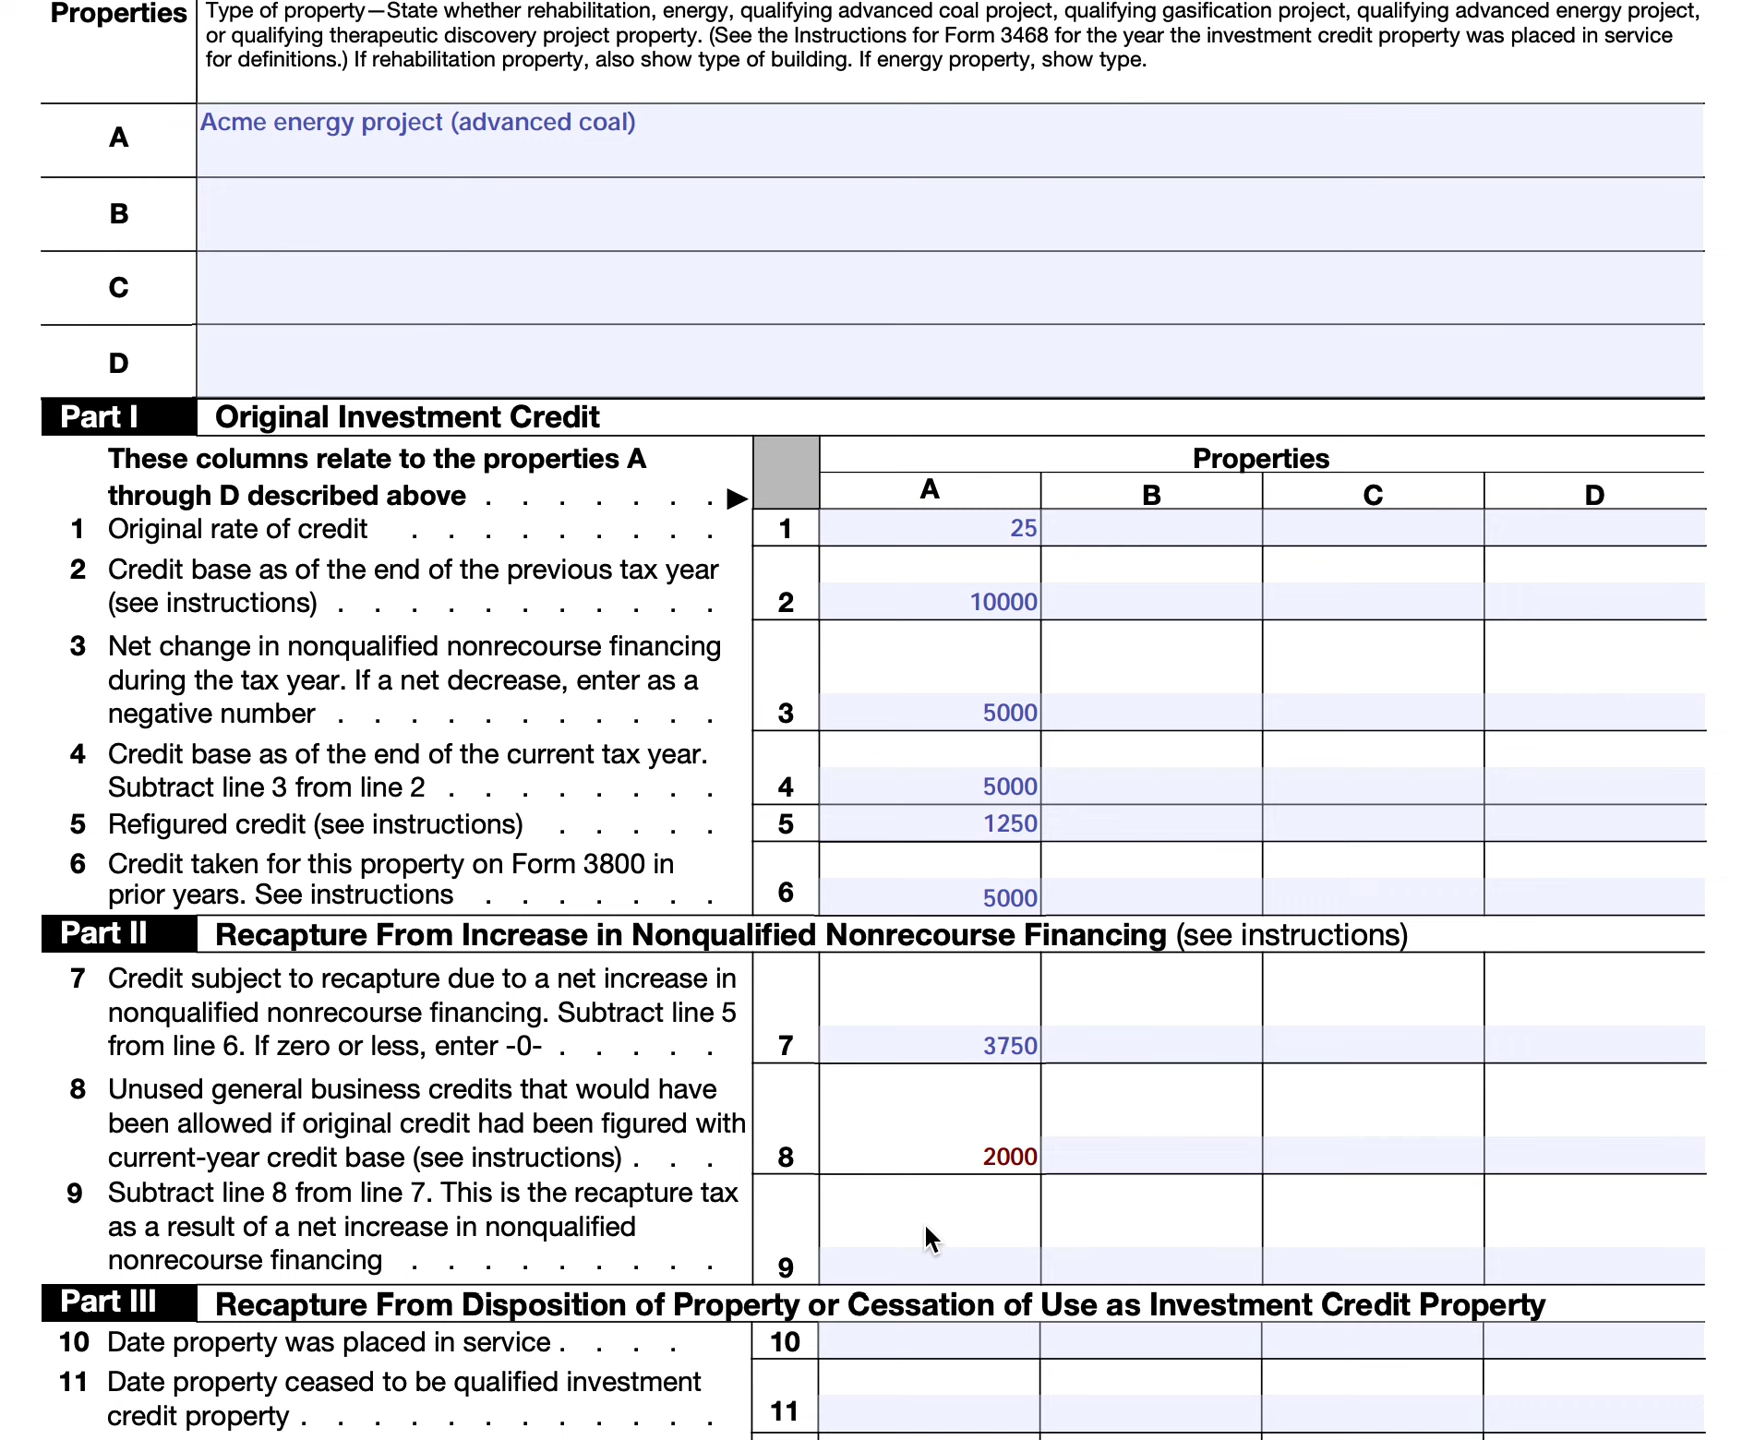 Properties
Type of property—State whether rehabilitation, energy, qualifying advanced coal project, qualifying gasification project, qualifying advanced energy project,
or qualifying therapeutic discovery project property. (See the Instructions for Form 3468 for the year the investment credit property was placed in service
for definitions.) If rehabilitation property, also show type of building. If energy property, show type.
A Acme energy project (advanced coal)
B
C
D
Part I Original Investment Credit
These columns relate to the properties A
through D described above . . . . . . . ▶
Properties
A B C D
1 Original rate of credit . . . . . . . . . 1 25
2 Credit base as of the end of the previous tax year
(see instructions) . . . . . . . . . . . 2 10000
3 Net change in nonqualified nonrecourse financing
during the tax year. If a net decrease, enter as a
negative number . . . . . . . . . . . 3 5000
4 Credit base as of the end of the current tax year.
Subtract line 3 from line 2 . . . . . . . . 4 5000
5 Refigured credit (see instructions) . . . . . 5 1250
6 Credit taken for this property on Form 3800 in
prior years. See instructions . . . . . . . 6 5000
Part II Recapture From Increase in Nonqualified Nonrecourse Financing (see instructions)
7 Credit subject to recapture due to a net increase in
nonqualified nonrecourse financing. Subtract line 5
from line 6. If zero or less, enter -0- . . . . . 7 3750
8 Unused general business credits that would have
been allowed if original credit had been figured with
current-year credit base (see instructions) . . . 8 2000
9 Subtract line 8 from line 7. This is the recapture tax
as a result of a net increase in nonqualified
nonrecourse financing . . . . . . . . . 9
Part III Recapture From Disposition of Property or Cessation of Use as Investment Credit Property
10 Date property was placed in service . . . . 10
11 Date property ceased to be qualified investment
credit property . . . . . . . . . . . . 11